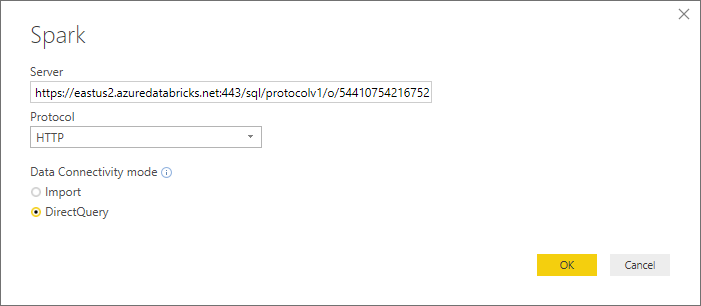 Spark
Server
https://eastus2.azuredatabricks.net:443/sql/protocolv1/o/54410754216752
Protocol
HTTP
Data Connectivity mode
Import
DirectQuery
OK
Cancel